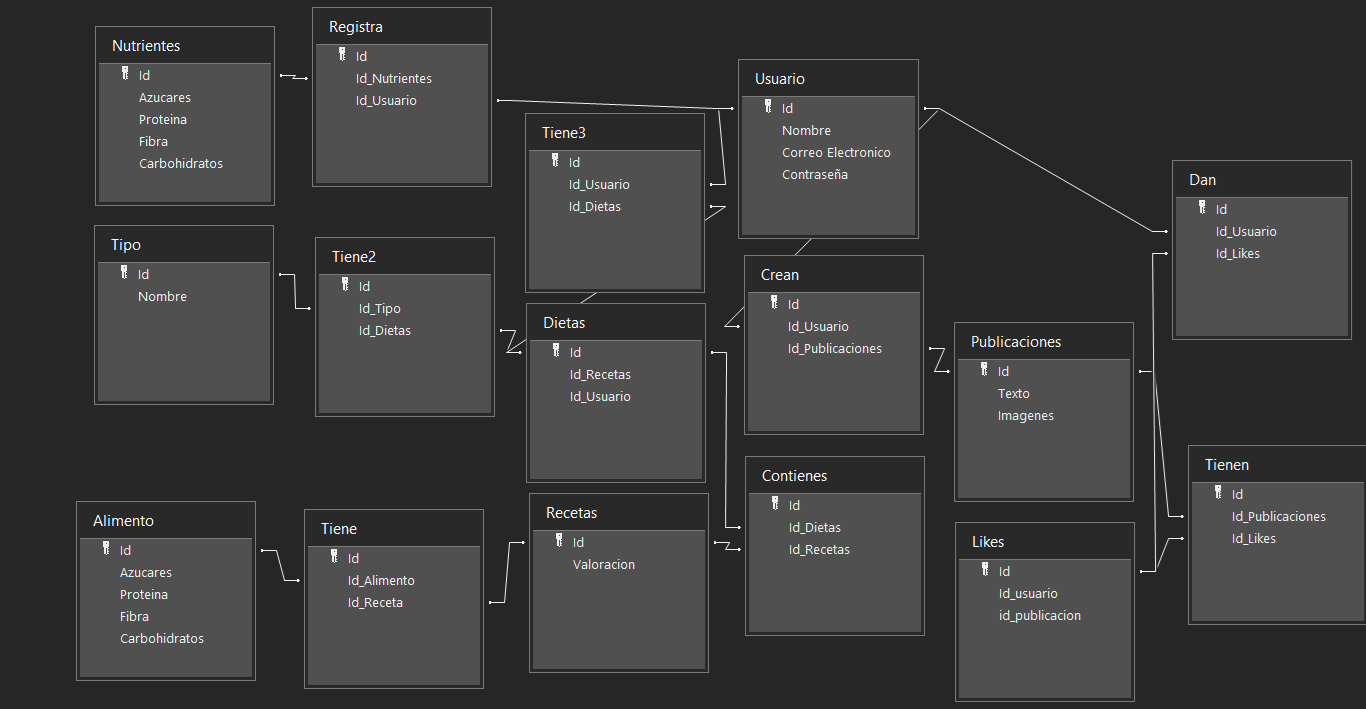 Nutrientes
Id
Azucares
Proteina
Fibra
Carbohidratos
Registra
Id
Id_Nutrientes
Id_Usuario
Tiene3
Id
Id_Usuario
Id_Dietas
Usuario
Id
Nombre
Correo Electronico
Contraseña
Dan
Id
Id_Usuario
Id_Likes
Tipo
Id
Nombre
Tiene2
Id
Id_Tipo
Id_Dietas
Dietas
Id
Id_Recetas
Id_Usuario
Crean
Id
Id_Usuario
Id_Publicaciones
Publicaciones
Id
Texto
Imagenes
Alimento
Id
Azucares
Proteina
Fibra
Carbohidratos
Tiene
Id
Id_Alimento
Id_Receta
Recetas
Id
Valoracion
Contienes
Id
Id_Dietas
Id_Recetas
Likes
Id
Id_usuario
id_publicacion
Tienen
Id
Id_Publicaciones
Id_Likes